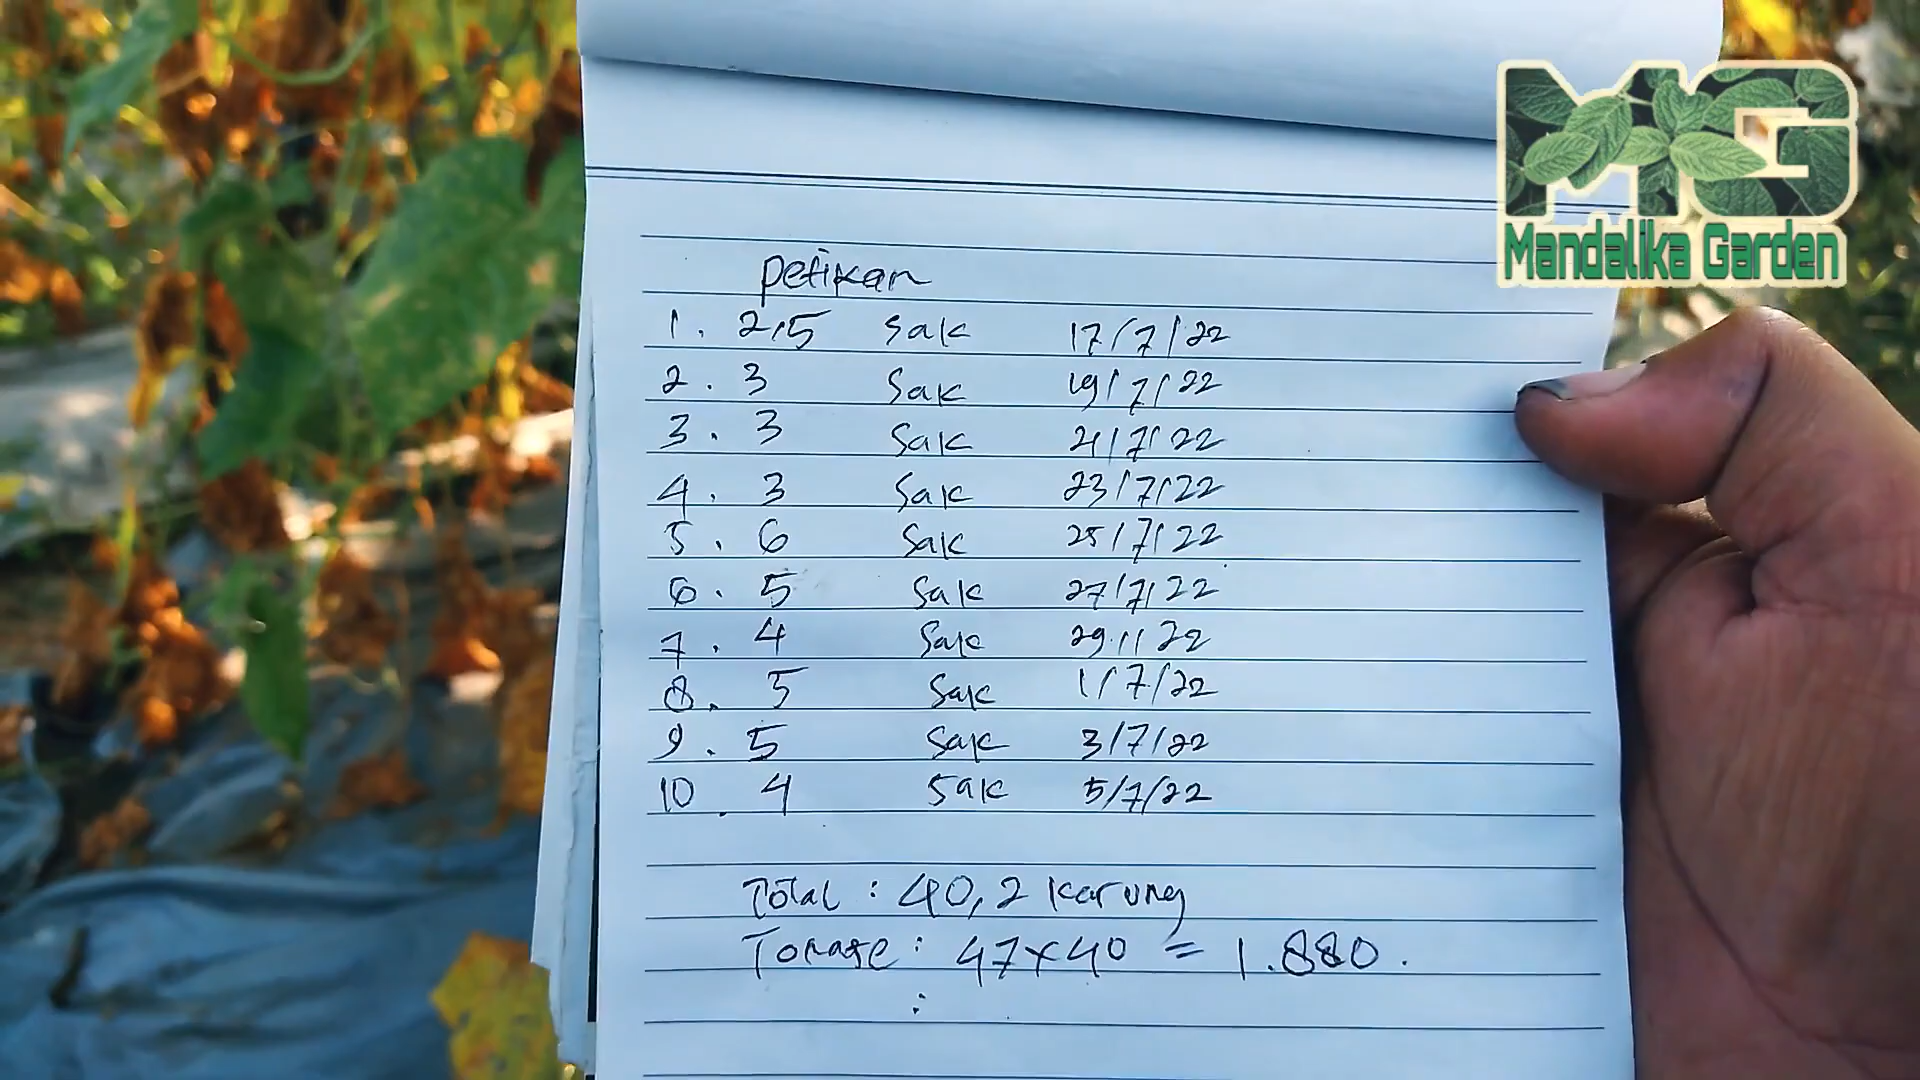 MG
Mandalika Garden
petikan
1. 2,5 Sak 17/7/22
2. 3 Sak 19/7/22
3. 3 Sak 21/7/22
4. 3 Sak 23/7/22
5. 6 Sak 25/7/22
6. 5 Sak 27/7/22
7. 4 Sak 29/1/22
8. 5 Sak 1/7/22
9. 5 Sak 3/7/22
10. 4 Sak 5/7/22
Total : 40,2 Karung
Tonase : 47x40 = 1.880.
: